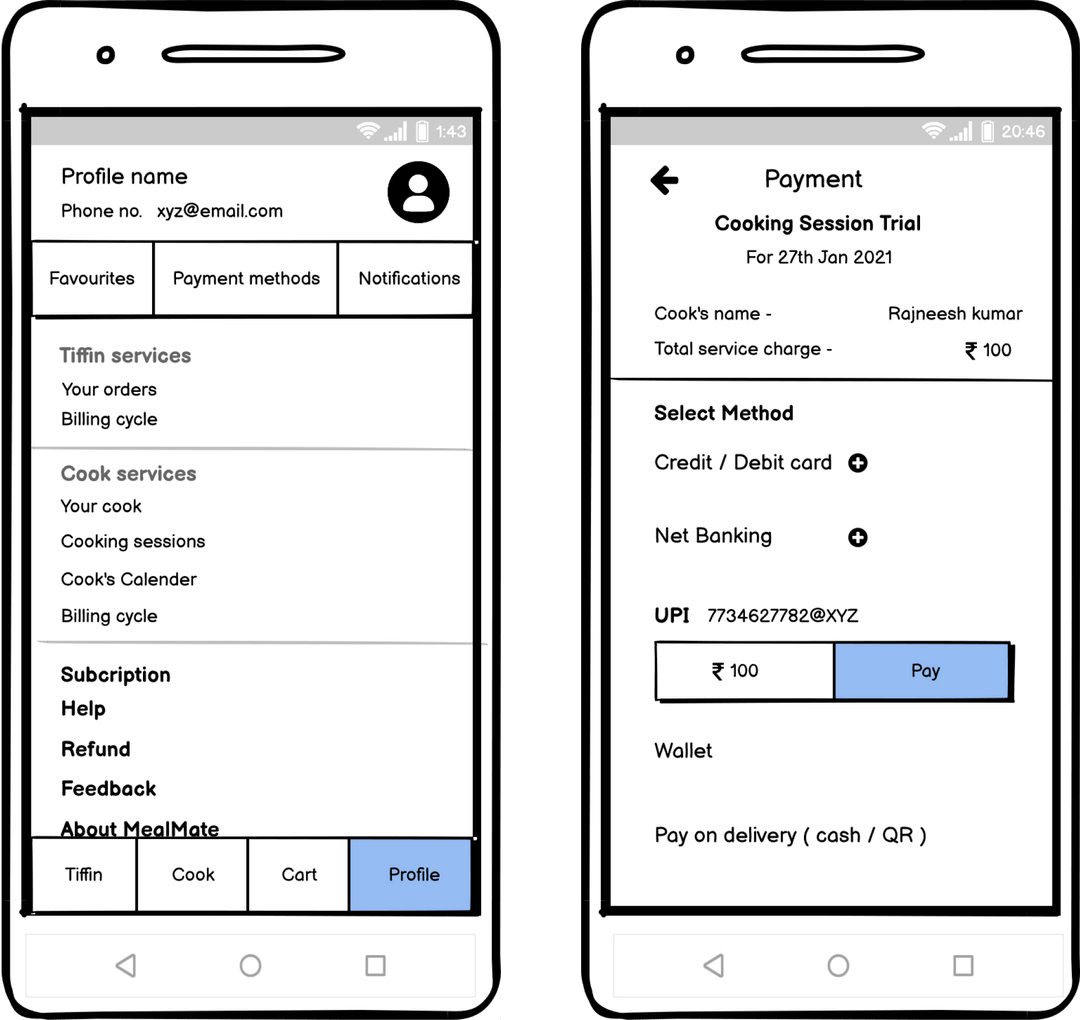 1:43
Profile name
Phone no. xyz@email.com
Favourites Payment methods Notifications
Tiffin services
Your orders
Billing cycle
Cook services
Your cook
Cooking sessions
Cook's Calender
Billing cycle
Subcription
Help
Refund
Feedback
About MealMate
Tiffin Cook Cart Profile
20:46
Payment
Cooking Session Trial
For 27th Jan 2021
Cook's name - Rajneesh kumar
Total service charge - ₹ 100
Select Method
Credit / Debit card
Net Banking
UPI 7734627782@XYZ
₹ 100 Pay
Wallet
Pay on delivery ( cash / QR )